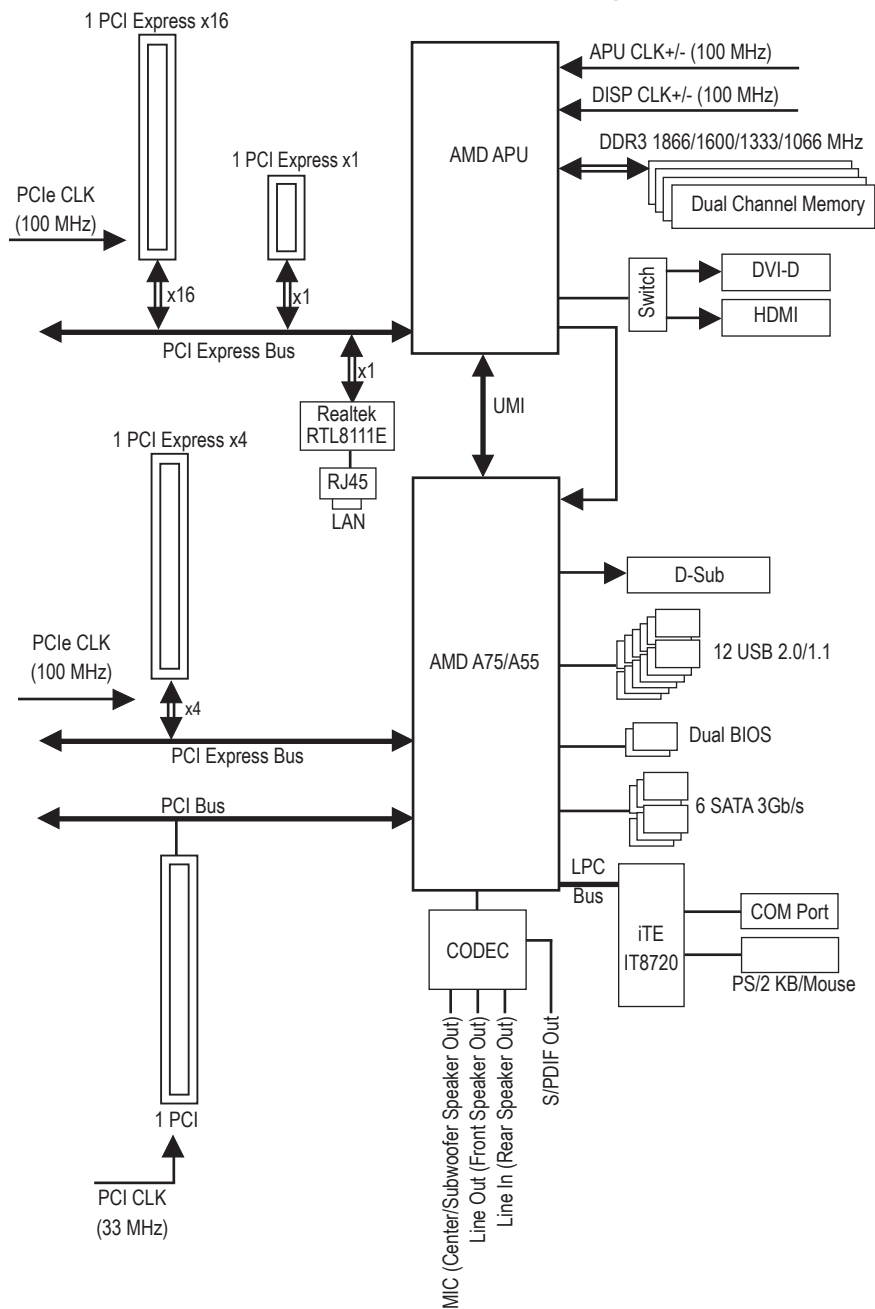 1 PCI Express x16
APU CLK+/- (100 MHz)
DISP CLK+/- (100 MHz)
DDR3 1866/1600/1333/1066 MHz
AMD APU
1 PCI Express x1
Dual Channel Memory
PCIe CLK
(100 MHz)
DVI-D
Switch
HDMI
x16
x1
PCI Express Bus
x1
UMI
Realtek
RTL8111E
1 PCI Express x4
RJ45
LAN
D-Sub
12 USB 2.0/1.1
PCIe CLK
(100 MHz)
AMD A75/A55
x4
Dual BIOS
PCI Express Bus
PCI Bus
6 SATA 3Gb/s
LPC
Bus
COM Port
CODEC
iTE
IT8720
PS/2 KB/Mouse
MIC (Center/Subwoofer Speaker Out)
Line Out (Front Speaker Out)
Line In (Rear Speaker Out)
S/PDIF Out
1 PCI
PCI CLK
(33 MHz)